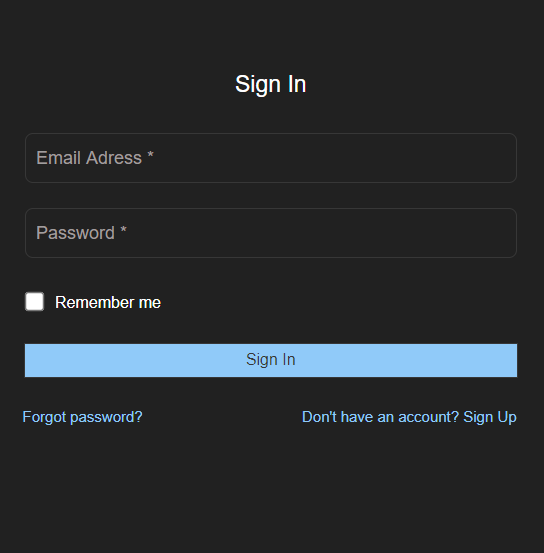 Sign In
Email Adress *
Password *
Remember me
Sign In
Forgot password? Don't have an account? Sign Up